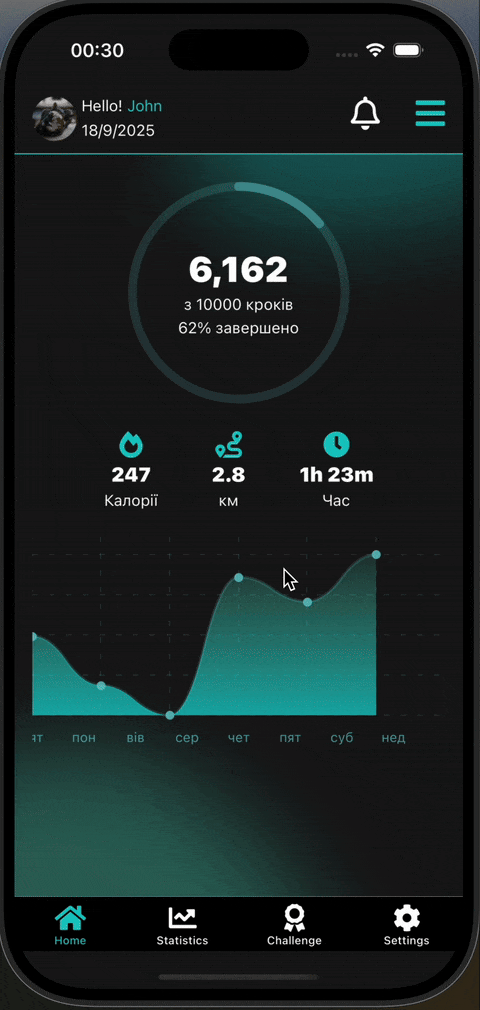 00:30
Hello! John
18/9/2025
6,162
з 10000 кроків
62% завершено
247 2.8 1h 23m
Калорії км Час
пон вів сер чет пят суб нед
Home Statistics Challenge Settings